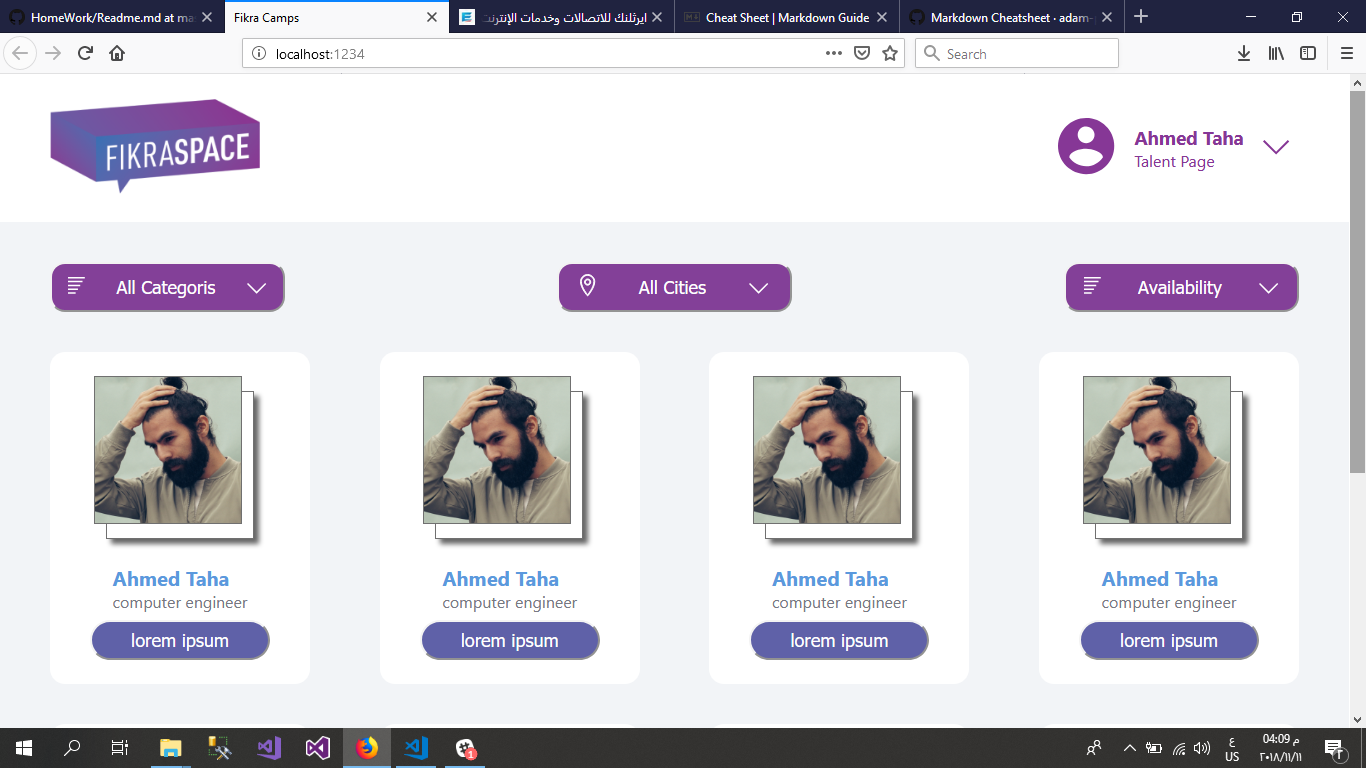 HomeWork/Readme.md at ma
Fikra Camps
ايرثلنك للاتصالات وخدمات الإنترنت
Cheat Sheet | Markdown Guide
Markdown Cheatsheet · adam-
localhost:1234
Search
FIKRASPACE
Ahmed Taha
Talent Page
All Categoris
All Cities
Availability
Ahmed Taha
computer engineer
lorem ipsum
Ahmed Taha
computer engineer
lorem ipsum
Ahmed Taha
computer engineer
lorem ipsum
Ahmed Taha
computer engineer
lorem ipsum
1
ع
US
04:09 م
٢٠١٨/١١/١١